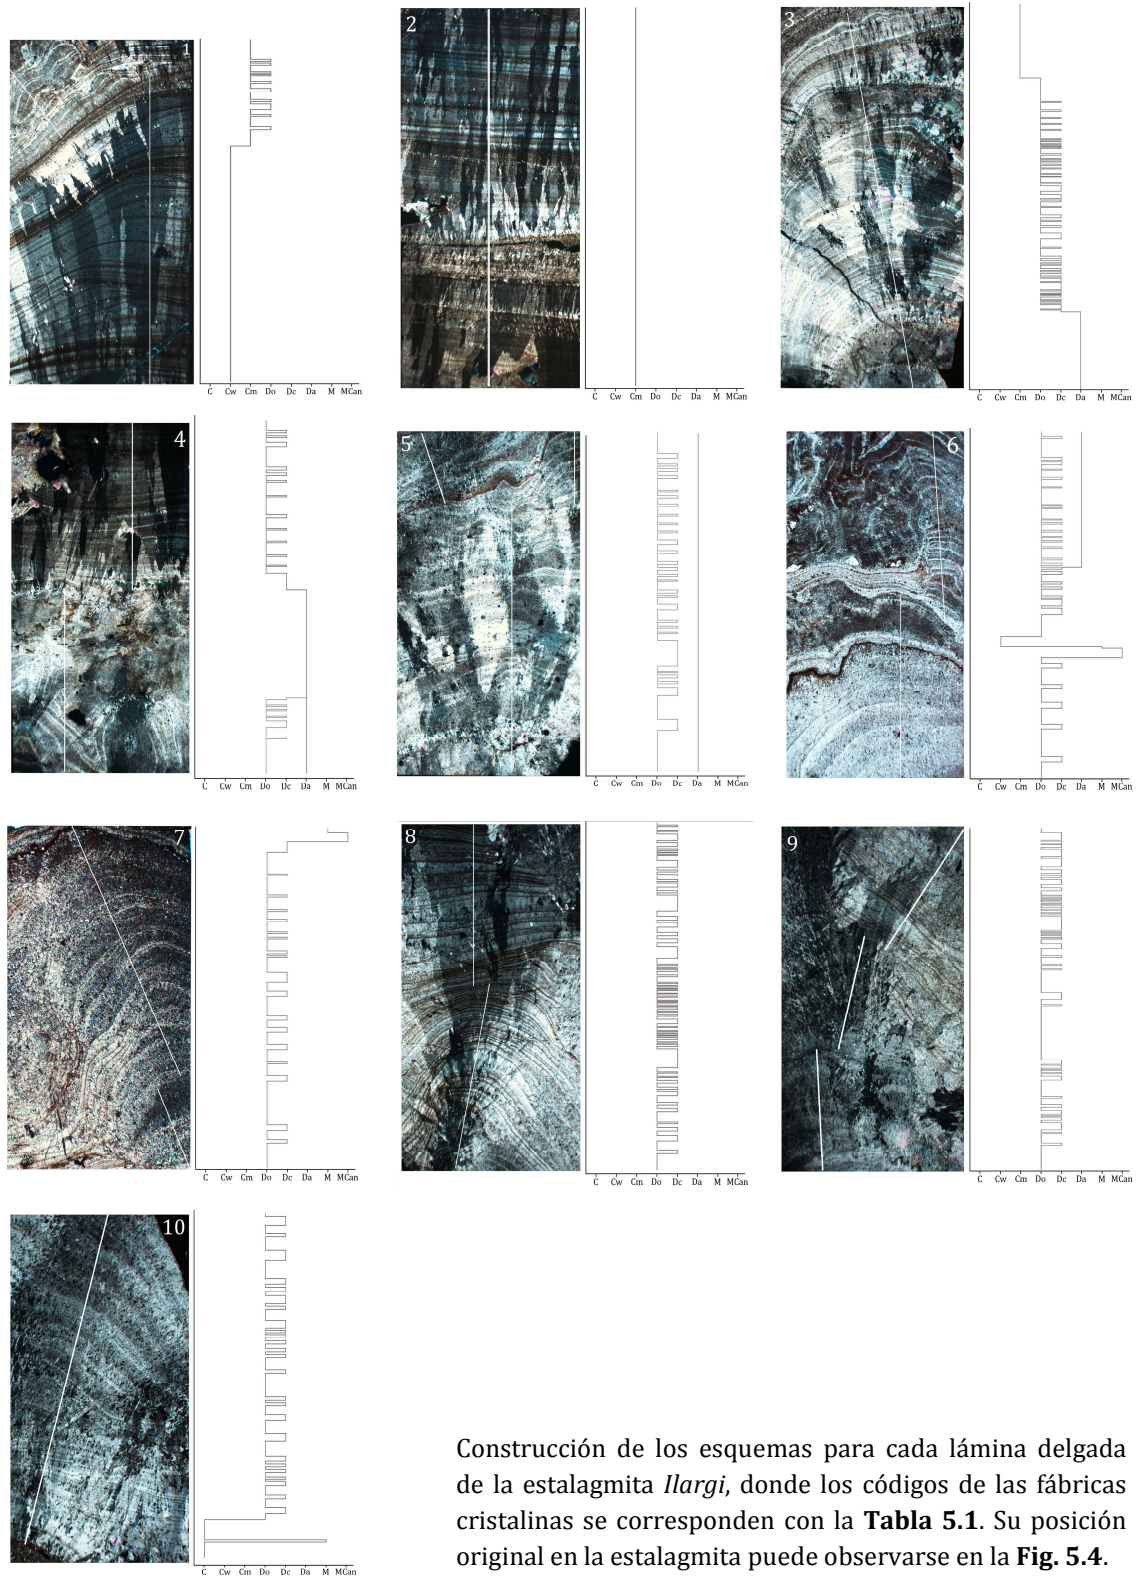 1
C Cw Cm Do Dc Da M MCan
2
C Cw Cm Do Dc Da M MCan
3
C Cw Cm Do Dc Da M MCan
4
C Cw Cm Do Dc Da M MCan
5
C Cw Cm Do Dc Da M MCan
6
C Cw Cm Do Dc Da M MCan
7
C Cw Cm Do Dc Da M MCan
8
C Cw Cm Do Dc Da M MCan
9
C Cw Cm Do Dc Da M MCan
10
C Cw Cm Do Dc Da M MCan
Construcción de los esquemas para cada lámina delgada
de la estalagmita Ilargi, donde los códigos de las fábricas
cristalinas se corresponden con la Tabla 5.1. Su posición
original en la estalagmita puede observarse en la Fig. 5.4.